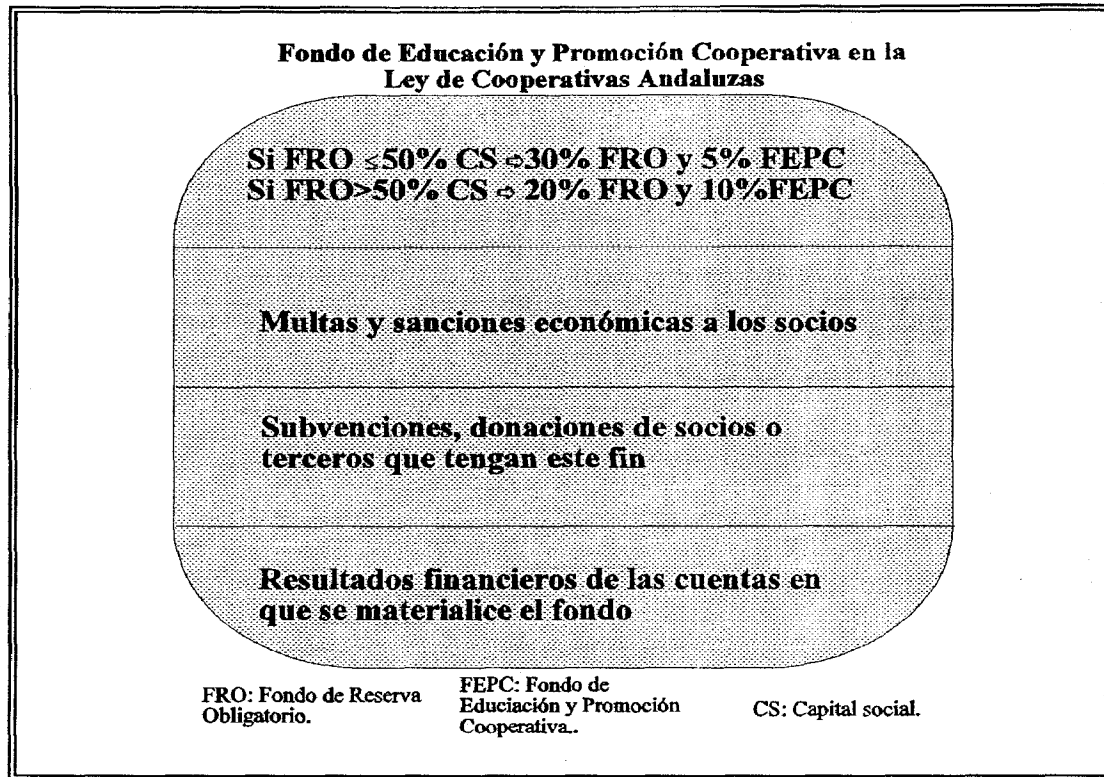 Fondo de Educación y Promoción Cooperativa en la
Ley de Cooperativas Andaluzas
Si FRO ≤50% CS ⇨30% FRO y 5% FEPC
Si FRO>50% CS ⇨ 20% FRO y 10%FEPC
Multas y sanciones económicas a los socios
Subvenciones, donaciones de socios o
terceros que tengan este fin
Resultados financieros de las cuentas en
que se materialice el fondo
FRO: Fondo de Reserva
Obligatorio.
FEPC: Fondo de
Educiación y Promoción
Cooperativa..
CS: Capital social.